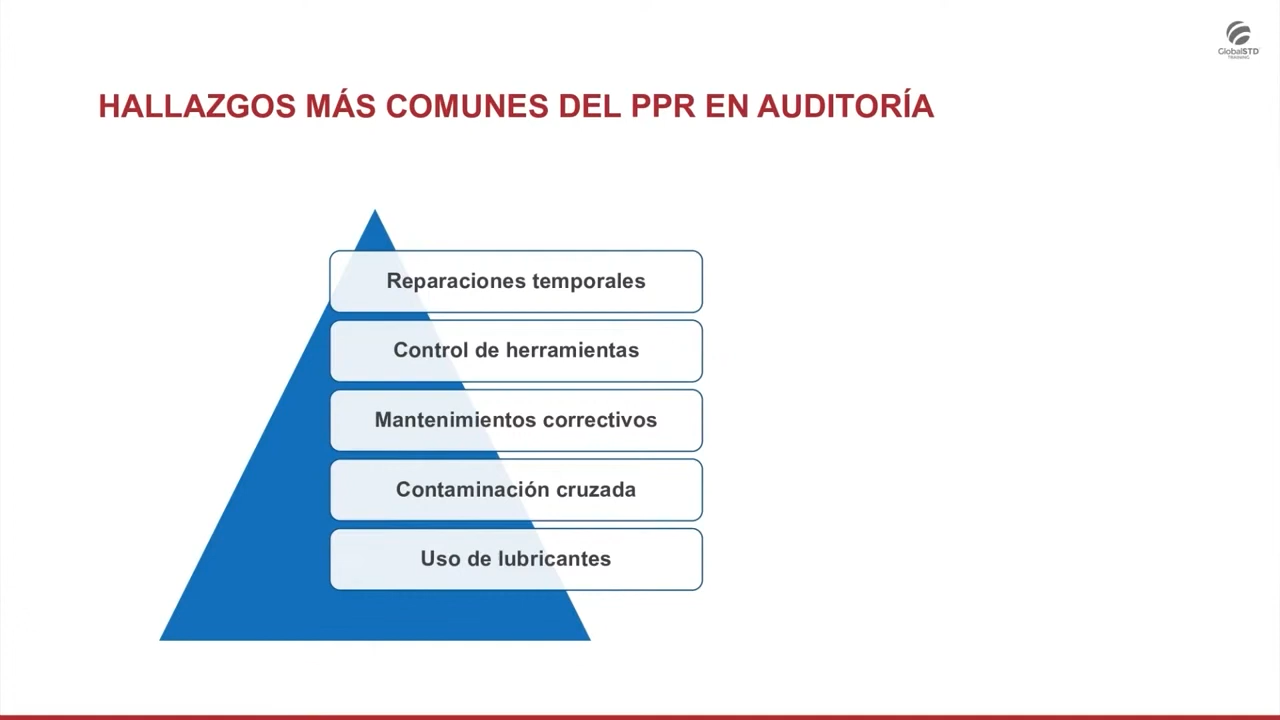 GlobalSTD
TRAINING
HALLAZGOS MÁS COMUNES DEL PPR EN AUDITORÍA
Reparaciones temporales
Control de herramientas
Mantenimientos correctivos
Contaminación cruzada
Uso de lubricantes